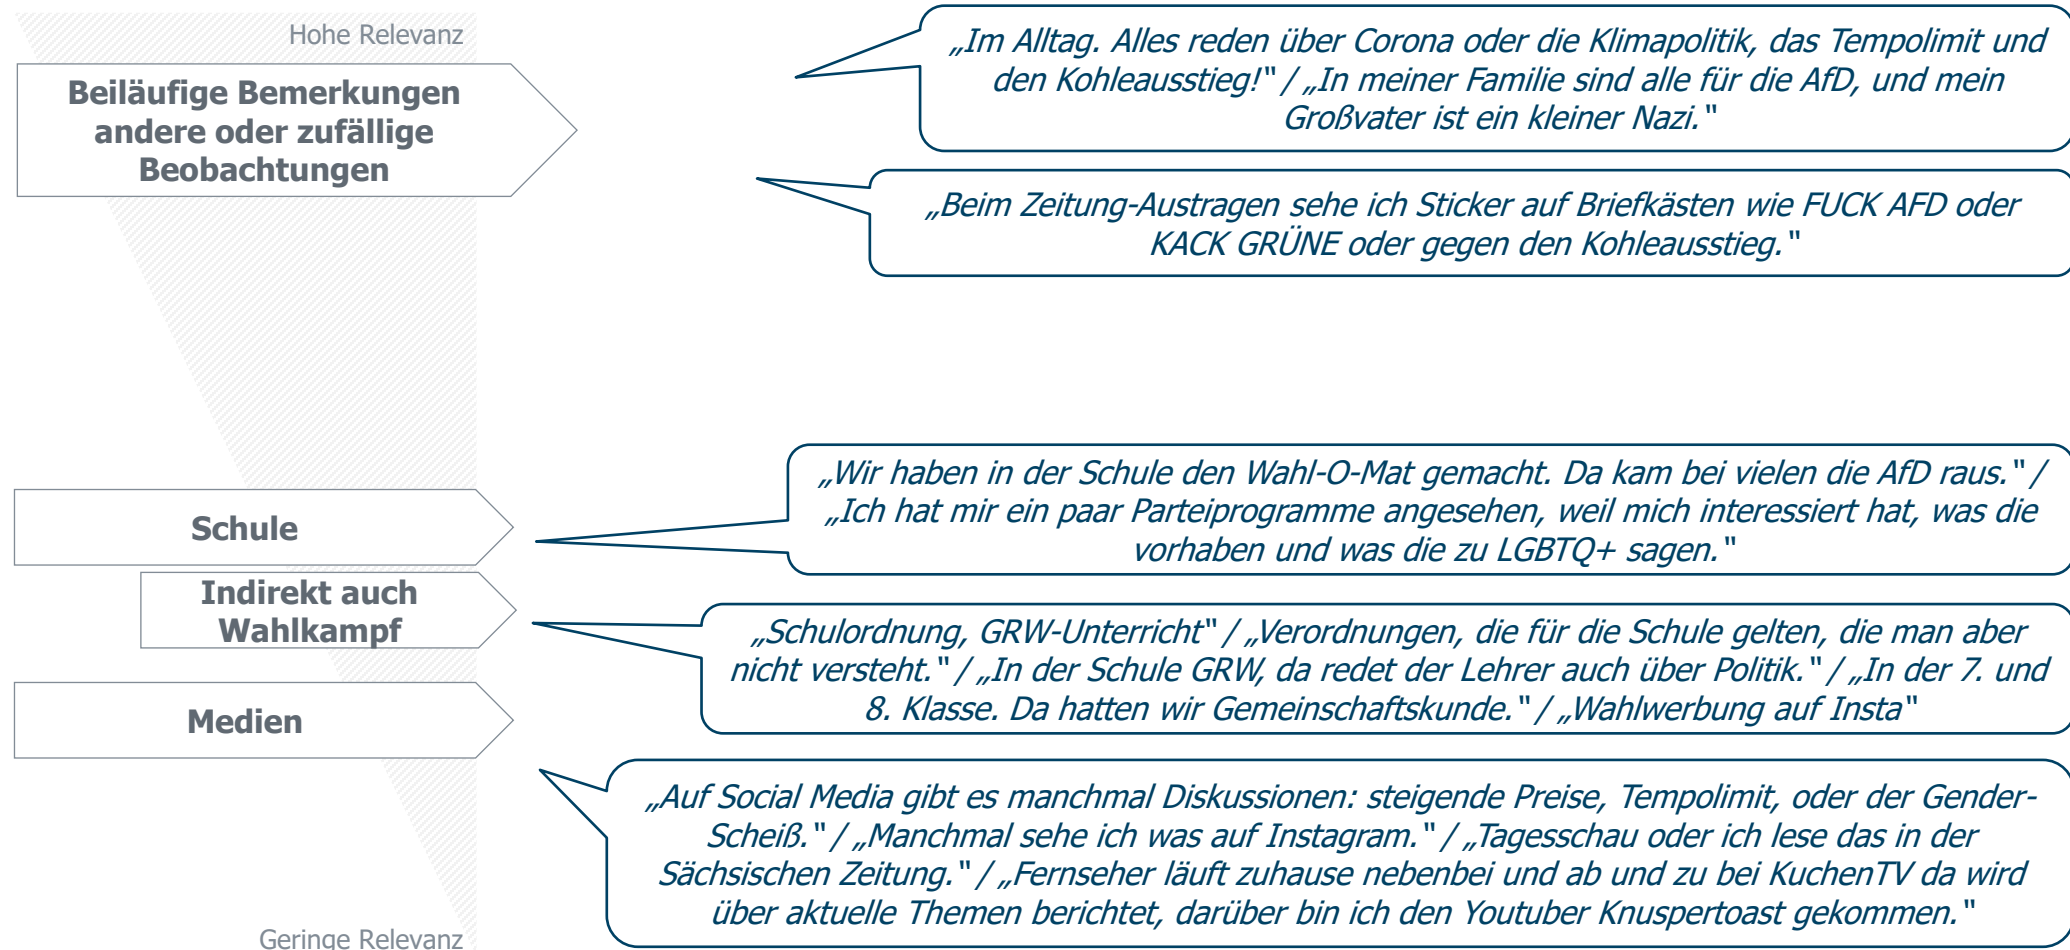 Hohe Relevanz
Beiläufige Bemerkungen
andere oder zufällige
Beobachtungen
„Im Alltag. Alles reden über Corona oder die Klimapolitik, das Tempolimit und
den Kohleausstieg!“ / „In meiner Familie sind alle für die AfD, und mein
Großvater ist ein kleiner Nazi.“
„Beim Zeitung-Austragen sehe ich Sticker auf Briefkästen wie FUCK AFD oder
KACK GRÜNE oder gegen den Kohleausstieg.“
Schule
„Wir haben in der Schule den Wahl-O-Mat gemacht. Da kam bei vielen die AfD raus.“ /
„Ich hat mir ein paar Parteiprogramme angesehen, weil mich interessiert hat, was die
vorhaben und was die zu LGBTQ+ sagen.“
Indirekt auch
Wahlkampf
„Schulordnung, GRW-Unterricht“ / „Verordnungen, die für die Schule gelten, die man aber
nicht versteht.“ / „In der Schule GRW, da redet der Lehrer auch über Politik.“ / „In der 7. und
8. Klasse. Da hatten wir Gemeinschaftskunde.“ / „Wahlwerbung auf Insta“
Medien
„Auf Social Media gibt es manchmal Diskussionen: steigende Preise, Tempolimit, oder der Gender-
Scheiß.“ / „Manchmal sehe ich was auf Instagram.“ / „Tagesschau oder ich lese das in der
Sächsischen Zeitung.“ / „Fernseher läuft zuhause nebenbei und ab und zu bei KuchenTV da wird
über aktuelle Themen berichtet, darüber bin ich den Youtuber Knuspertoast gekommen.“
Geringe Relevanz